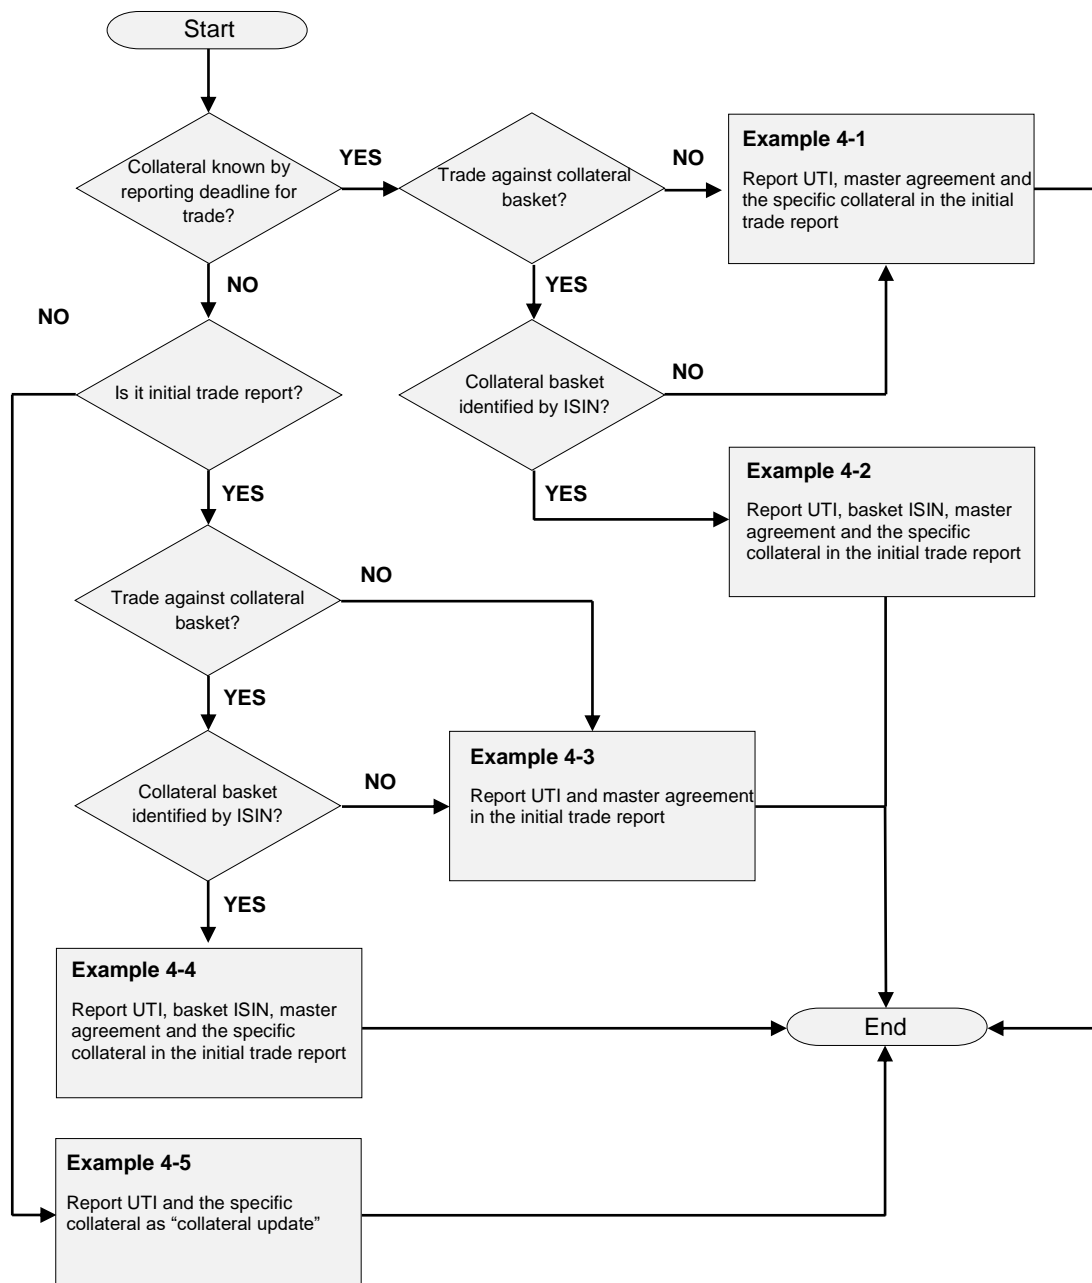 Start
Collateral known by
reporting deadline for
trade?
YES
Trade against collateral
basket?
NO
Example 4-1
Report UTI, master agreement and
the specific collateral in the initial
trade report
NO
YES
NO
Is it initial trade report?
Collateral basket
identified by ISIN?
NO
YES
YES
Example 4-2
Report UTI, basket ISIN, master
agreement and the specific
collateral in the initial trade report
Trade against collateral
basket?
NO
YES
Collateral basket
identified by ISIN?
NO
Example 4-3
Report UTI and master agreement
in the initial trade report
YES
Example 4-4
Report UTI, basket ISIN, master
agreement and the specific
collateral in the initial trade report
End
Example 4-5
Report UTI and the specific
collateral as “collateral update”